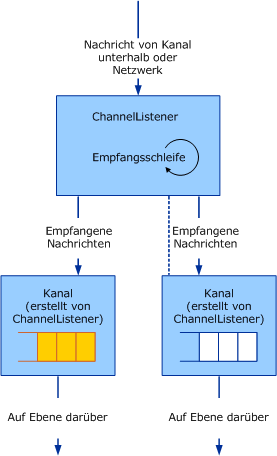 Nachricht von Kanal
unterhalb oder
Netzwerk
ChannelListener
Empfangsschleife
Empfangene
Nachrichten
Empfangene
Nachrichten
Kanal
(erstellt von
ChannelListener)
Kanal
(erstellt von
ChannelListener)
Auf Ebene darüber
Auf Ebene darüber